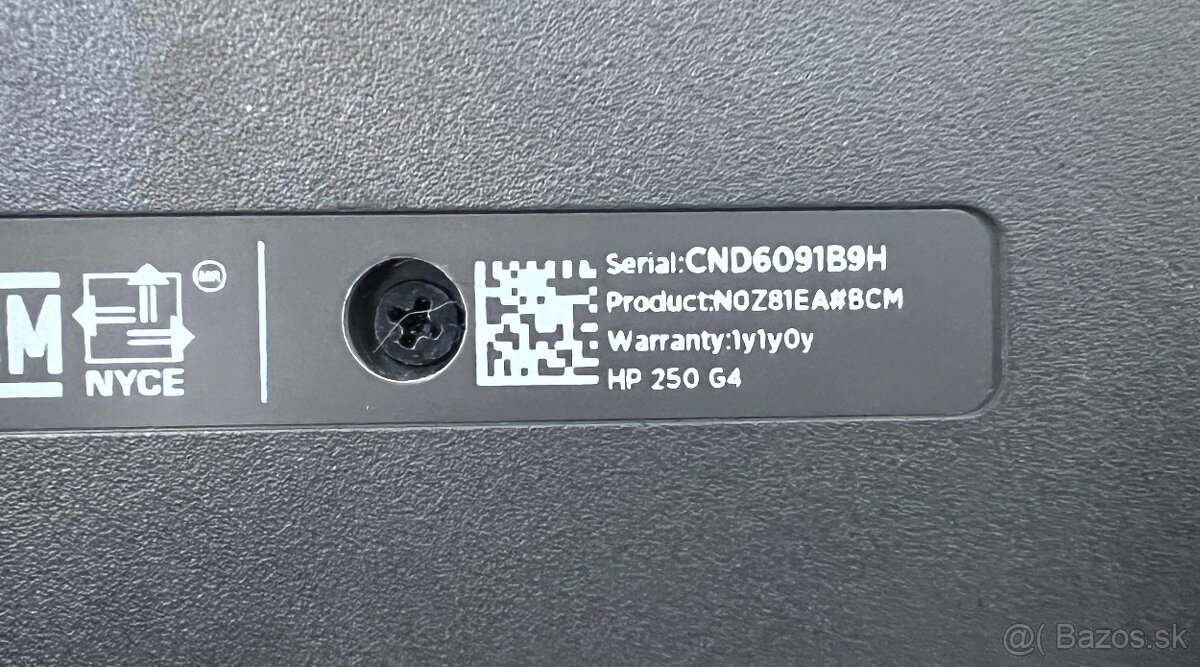 M
NYCE
Serial:CND6091B9H
Product:N0Z81EA#BCM
Warranty:1y1y0y
HP 250 G4
@( Bazos.sk